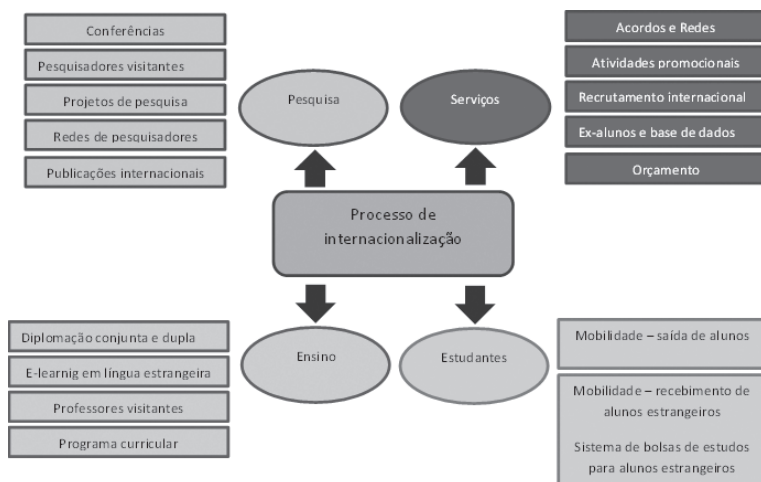 Conferências
Pesquisadores visitantes
Projetos de pesquisa
Redes de pesquisadores
Publicações internacionais
Pesquisa
Serviços
Acordos e Redes
Atividades promocionais
Recrutamento internacional
Ex-alunos e base de dados
Orçamento
Processo de
internacionalização
Diplomação conjunta e dupla
E-learnig em língua estrangeira
Professores visitantes
Programa curricular
Ensino
Estudantes
Mobilidade – saída de alunos
Mobilidade – recebimento de
alunos estrangeiros
Sistema de bolsas de estudos
para alunos estrangeiros